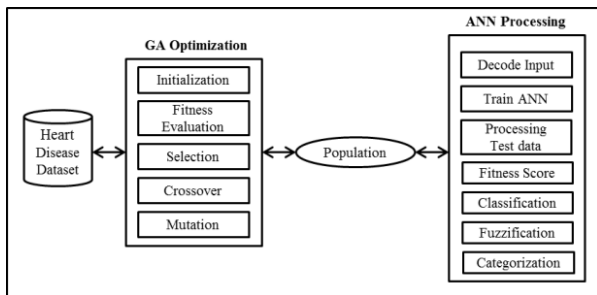 ANN Processing
GA Optimization
Heart
Disease
Dataset
Initialization
Fitness
Evaluation
Selection
Crossover
Mutation
Population
Decode Input
Train ANN
Processing
Test data
Fitness Score
Classification
Fuzzification
Categorization